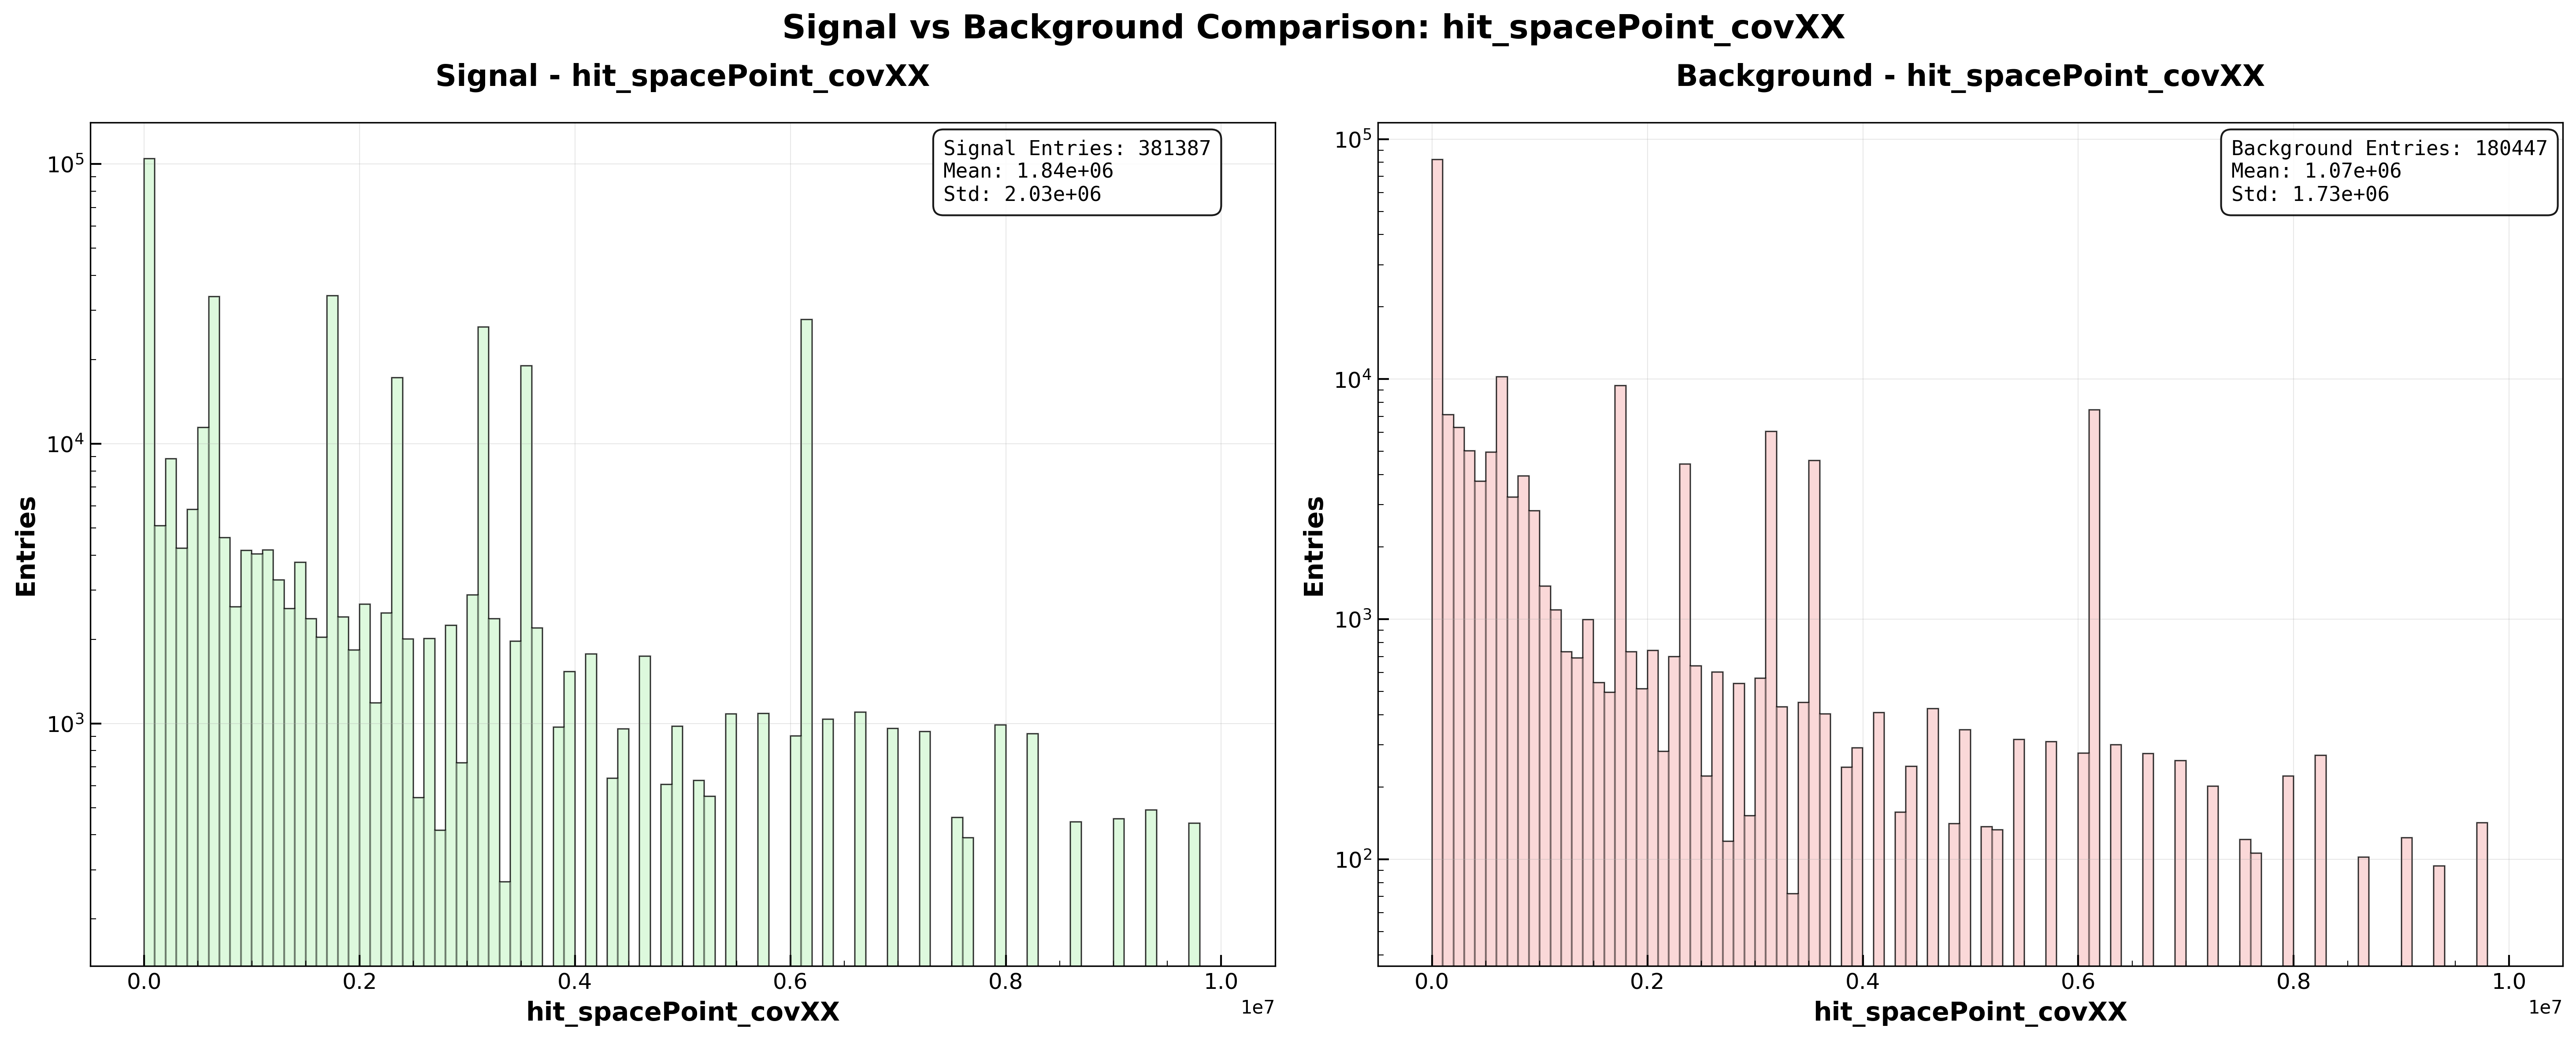 Signal vs Background Comparison: hit_spacePoint_covXX
Signal - hit_spacePoint_covXX
Signal Entries: 381387
Mean: 1.84e+06
Std: 2.03e+06
10^5
10^4
10^3
Entries
0.0 0.2 0.4 0.6 0.8 1.0
1e7
hit_spacePoint_covXX
Background - hit_spacePoint_covXX
Background Entries: 180447
Mean: 1.07e+06
Std: 1.73e+06
10^5
10^4
10^3
10^2
Entries
0.0 0.2 0.4 0.6 0.8 1.0
1e7
hit_spacePoint_covXX